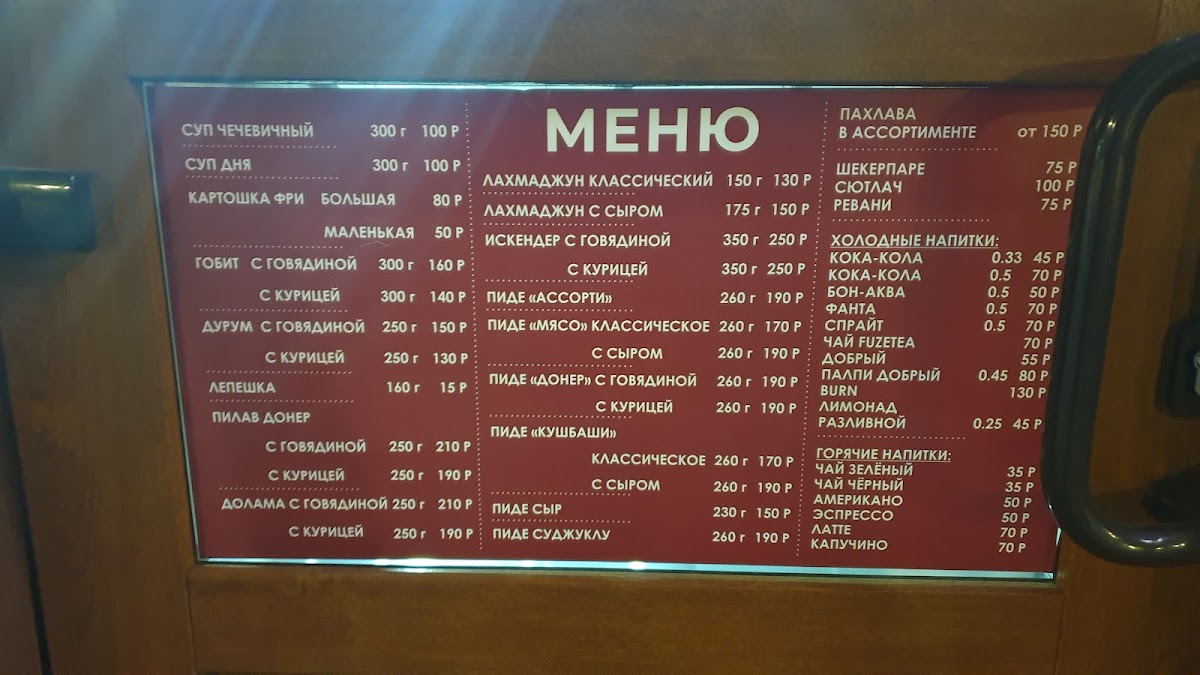 СУП ЧЕЧЕВИЧНЫЙ 300 г 100 Р
СУП ДНЯ 300 г 100 Р
КАРТОШКА ФРИ БОЛЬШАЯ 80 Р
МАЛЕНЬКАЯ 50 Р
ГОБИТ С ГОВЯДИНОЙ 300 г 160 Р
С КУРИЦЕЙ 300 г 140 Р
ДУРУМ С ГОВЯДИНОЙ 250 г 150 Р
С КУРИЦЕЙ 250 г 130 Р
ЛЕПЕШКА 160 г 15 Р
ПИЛАВ ДОНЕР
С ГОВЯДИНОЙ 250 г 210 Р
С КУРИЦЕЙ 250 г 190 Р
ДОЛАМА С ГОВЯДИНОЙ 250 г 210 Р
С КУРИЦЕЙ 250 г 190 Р
МЕНЮ
ЛАХМАДЖУН КЛАССИЧЕСКИЙ 150 г 130 Р
ЛАХМАДЖУН С СЫРОМ 175 г 150 Р
ИСКЕНДЕР С ГОВЯДИНОЙ 350 г 250 Р
С КУРИЦЕЙ 350 г 250 Р
ПИДЕ «АССОРТИ» 260 г 190 Р
ПИДЕ «МЯСО» КЛАССИЧЕСКОЕ 260 г 170 Р
С СЫРОМ 260 г 190 Р
ПИДЕ «ДОНЕР» С ГОВЯДИНОЙ 260 г 190 Р
С КУРИЦЕЙ 260 г 190 Р
ПИДЕ «КУШБАШИ»
КЛАССИЧЕСКОЕ 260 г 170 Р
С СЫРОМ 260 г 190 Р
ПИДЕ СЫР 230 г 150 Р
ПИДЕ СУДЖУКЛУ 260 г 190 Р
ПАХЛАВА
В АССОРТИМЕНТЕ от 150 Р
ШЕКЕРПАРЕ 75 Р
СЮТЛАЧ 100 Р
РЕВАНИ 75 Р
ХОЛОДНЫЕ НАПИТКИ:
КОКА-КОЛА 0.33 45 Р
КОКА-КОЛА 0.5 70 Р
БОН-АКВА 0.5 50 Р
ФАНТА 0.5 70 Р
СПРАЙТ 0.5 70 Р
ЧАЙ FUZETEA 70 Р
ДОБРЫЙ 55 Р
ПАЛПИ ДОБРЫЙ 0.45 80 Р
BURN 130 Р
ЛИМОНАД
РАЗЛИВНОЙ 0.25 45 Р
ГОРЯЧИЕ НАПИТКИ:
ЧАЙ ЗЕЛЁНЫЙ 35 Р
ЧАЙ ЧЁРНЫЙ 35 Р
АМЕРИКАНО 50 Р
ЭСПРЕССО 50 Р
ЛАТТЕ 70 Р
КАПУЧИНО 70 Р